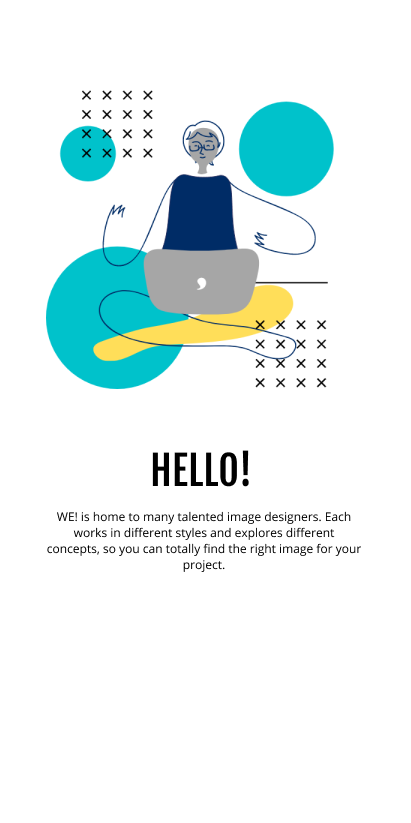 HELLO!
WE! is home to many talented image designers. Each
works in different styles and explores different
concepts, so you can totally find the right image for your
project.